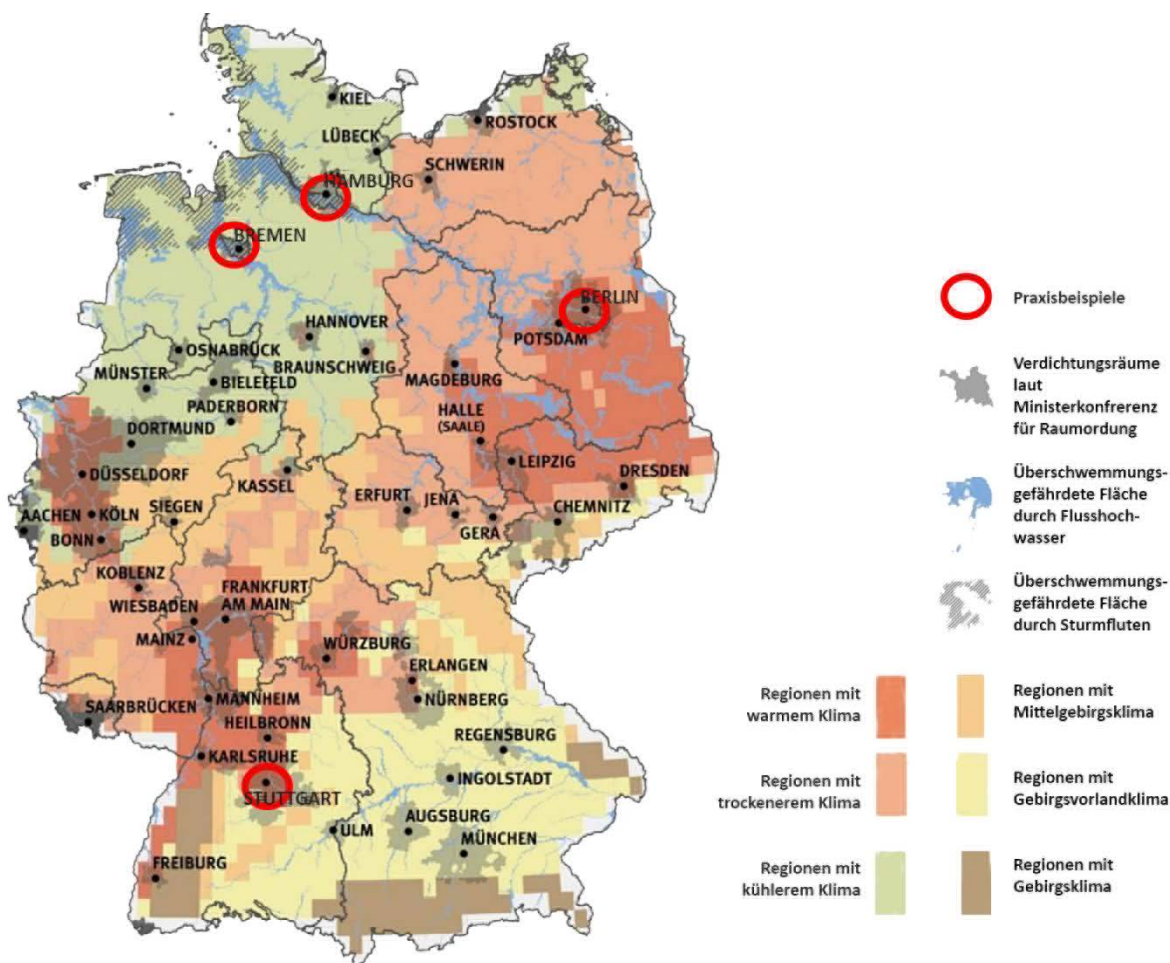 KIEL
ROSTOCK
LÜBECK
SCHWERIN
HAMBURG
BREMEN
BERLIN
HANNOVER
POTSDAM
OSNABRÜCK
BRAUNSCHWEIG
MÜNSTER
BIELEFELD
MAGDEBURG
PADERBORN
HALLE
(SAALE)
DORTMUND
LEIPZIG
DÜSSELDORF
DRESDEN
KASSEL
ERFURT
JENA
CHEMNITZ
AACHEN
KÖLN
SIEGEN
GERA
BONN
KOBLENZ
FRANKFURT
AM MAIN
WIESBADEN
MAINZ
WÜRZBURG
ERLANGEN
MANNHEIM
NÜRNBERG
SAARBRÜCKEN
HEILBRONN
REGENSBURG
KARLSRUHE
INGOLSTADT
STUTTGART
AUGSBURG
ULM
MÜNCHEN
FREIBURG
Praxisbeispiele
Verdichtungsräume
laut
Ministerkonfrerenz
für Raumordung
Überschwemmungs-
gefährdete Fläche
durch Flusshoch-
wasser
Überschwemmungs-
gefährdete Fläche
durch Sturmfluten
Regionen mit
warmem Klima
Regionen mit
Mittelgebirgsklima
Regionen mit
trockenerem Klima
Regionen mit
Gebirgsvorlandklima
Regionen mit
kühlerem Klima
Regionen mit
Gebirgsklima